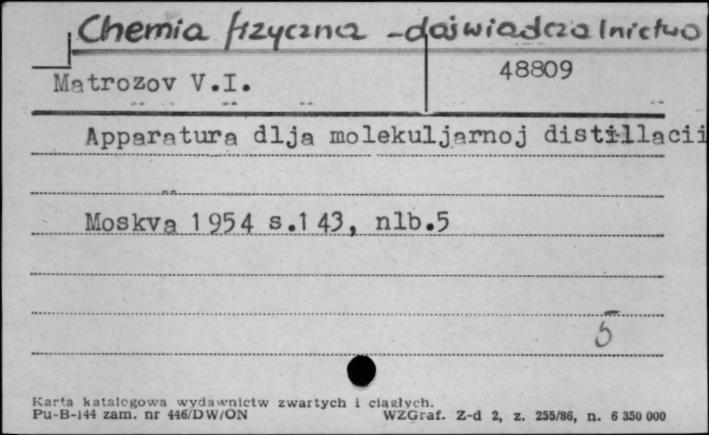 Chemia fizyczna - doświadczalnictwo
Matrozov V.I.
48809
Apparatura dlja molekuljarnoj distillacii
Moskva 1954 s.143, nlb.5
5
Karta katalogowa wydawnictw zwartych i ciągłych.
Pu-B-144 zam. nr 446/DW/ON
WZGraf. Z-d 2, z. 255/86, n. 6 350 000